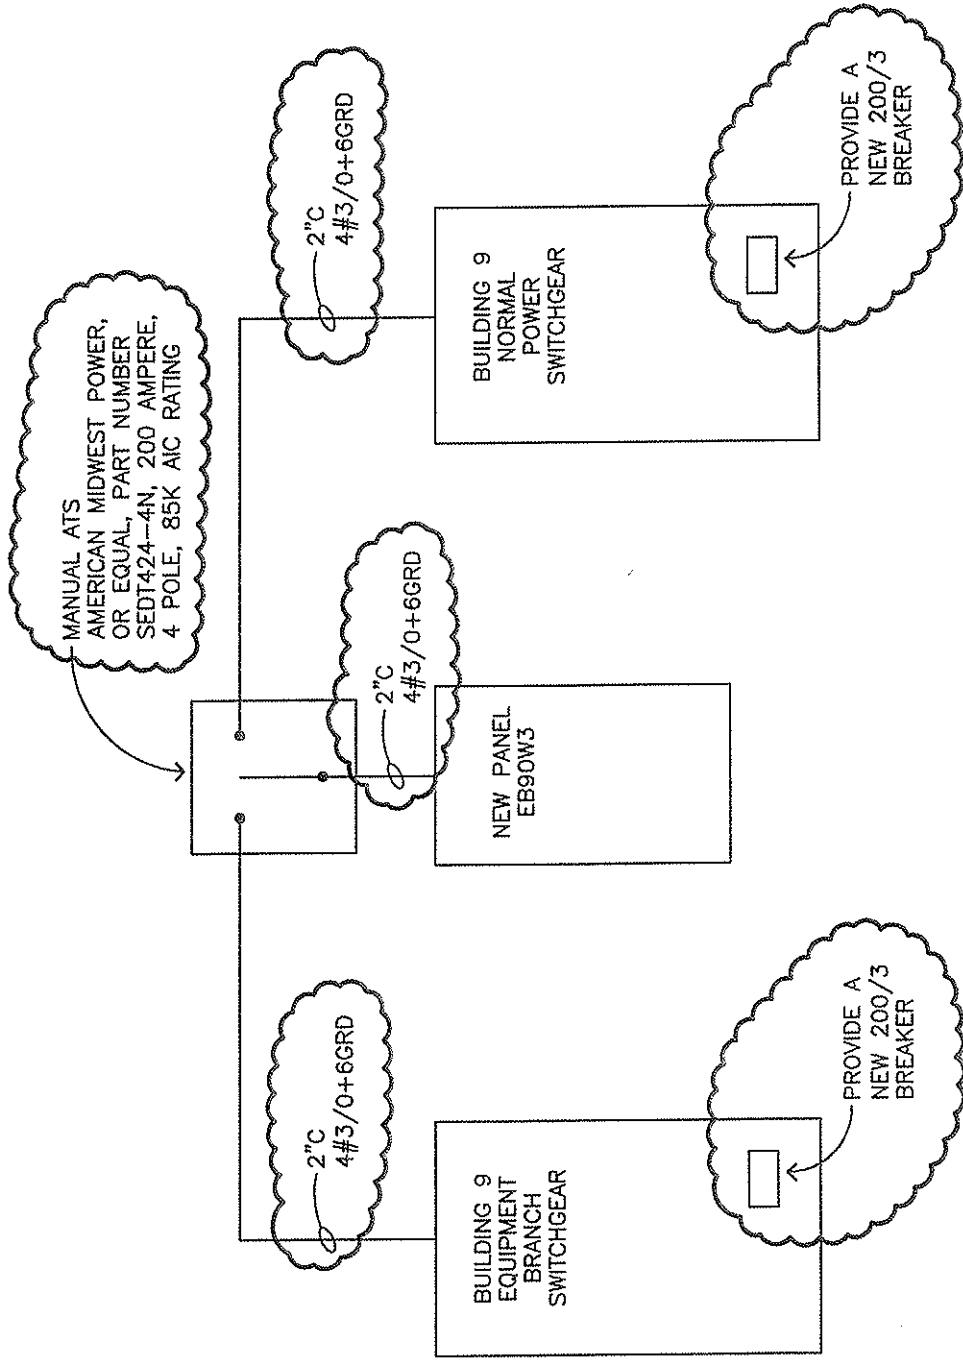 MANUAL ATS
AMERICAN MIDWEST POWER,
OR EQUAL, PART NUMBER
SEDT424-4N, 200 AMPERE,
4 POLE, 85K AIC RATING
2"C
4#3/0+6GRD
2"C
4#3/0+6GRD
2"C
4#3/0+6GRD
BUILDING 9
EQUIPMENT
BRANCH
SWITCHGEAR
NEW PANEL
EB90W3
BUILDING 9
NORMAL
POWER
SWITCHGEAR
PROVIDE A
NEW 200/3
BREAKER
PROVIDE A
NEW 200/3
BREAKER